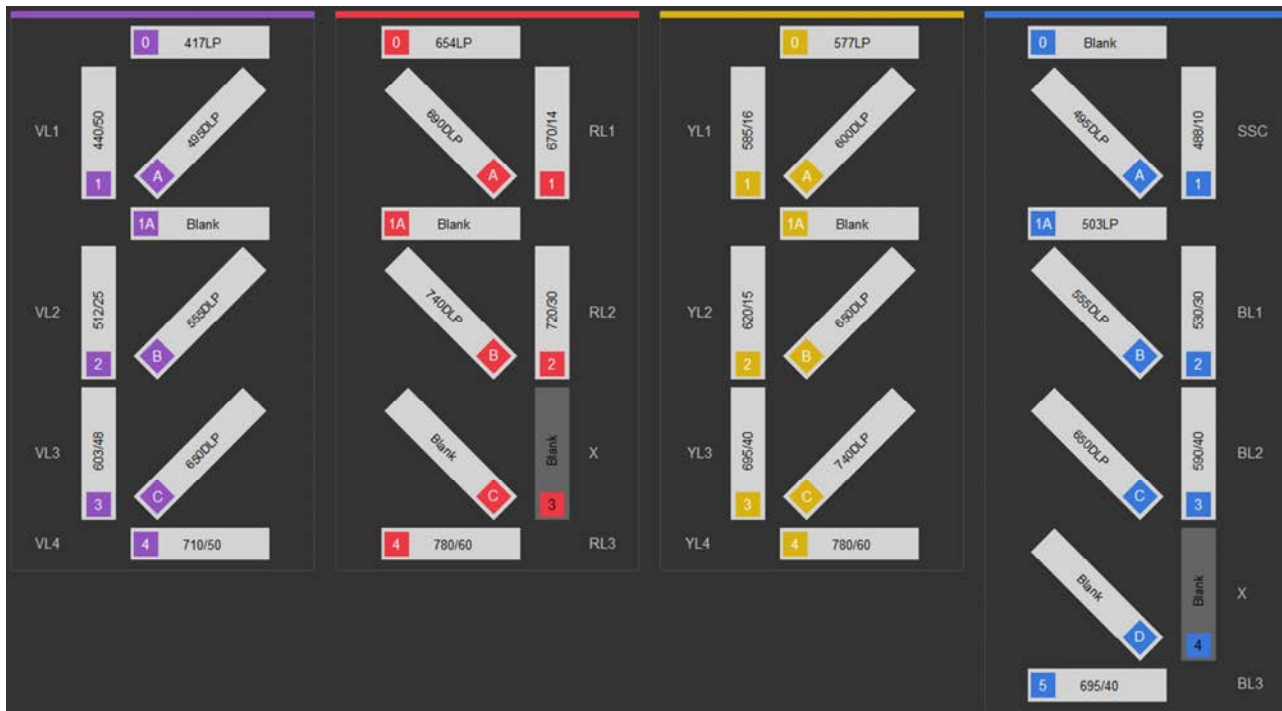 0 417LP
VL1 1 440/50 A 495DLP
1A Blank
VL2 2 512/25 B 555DLP
VL3 3 603/48 C 650DLP
VL4 4 710/50
0 654LP
A 690DLP 1 670/14 RL1
1A Blank
B 740DLP 2 720/30 RL2
C Blank 3 Blank X
4 780/60 RL3
0 577LP
YL1 1 585/16 A 600DLP
1A Blank
YL2 2 620/15 B 650DLP
YL3 3 695/40 C 740DLP
YL4 4 780/60
0 Blank
A 495DLP 1 488/10 SSC
1A 503LP
B 555DLP 2 530/30 BL1
C 650DLP 3 590/40 BL2
D Blank 4 Blank X
5 695/40 BL3